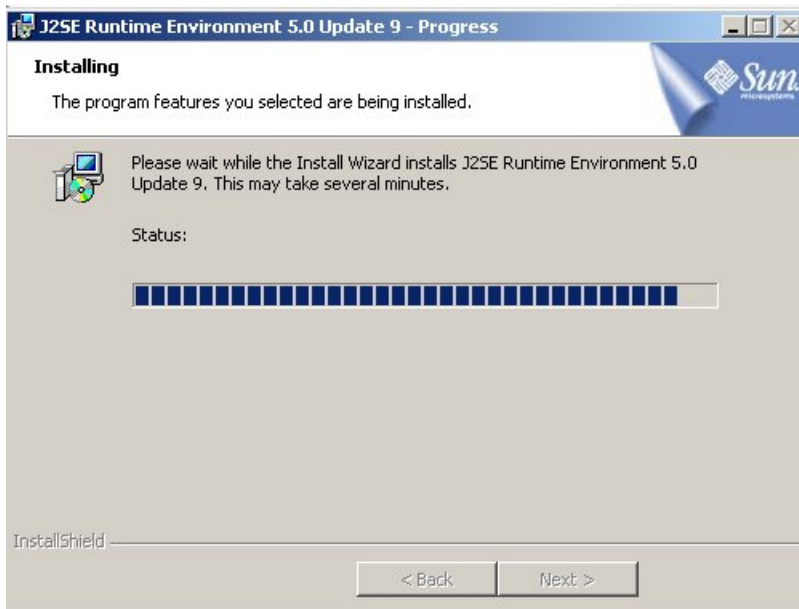 J2SE Runtime Environment 5.0 Update 9 - Progress
Installing
The program features you selected are being installed.
Sun
microsystems
Please wait while the Install Wizard installs J2SE Runtime Environment 5.0
Update 9. This may take several minutes.
Status:
InstallShield
< Back
Next >